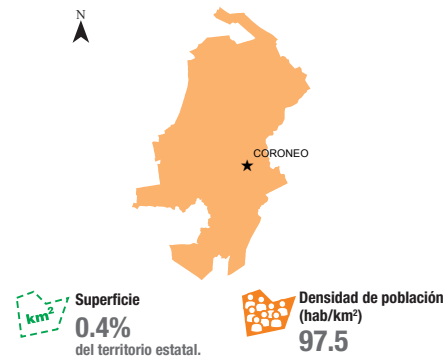 N
CORONEO
km²
Superficie
0.4%
del territorio estatal.
Densidad de población
(hab/km²)
97.5